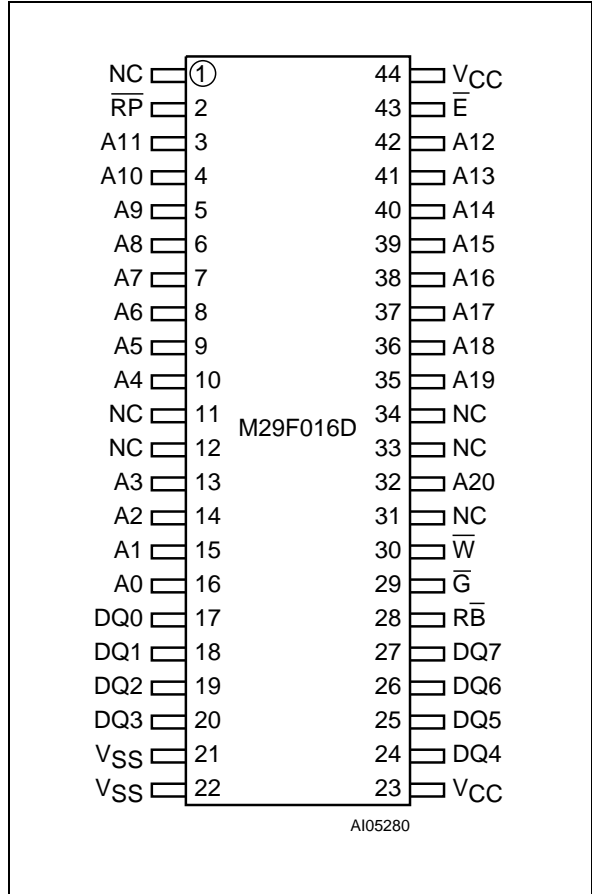 NC 1 44 VCC
R̅P̅ 2 43 E̅
A11 3 42 A12
A10 4 41 A13
A9 5 40 A14
A8 6 39 A15
A7 7 38 A16
A6 8 37 A17
A5 9 36 A18
A4 10 35 A19
NC 11 34 NC
M29F016D
NC 12 33 NC
A3 13 32 A20
A2 14 31 NC
A1 15 30 W̅
A0 16 29 G̅
DQ0 17 28 RB̅
DQ1 18 27 DQ7
DQ2 19 26 DQ6
DQ3 20 25 DQ5
VSS 21 24 DQ4
VSS 22 23 VCC
AI05280